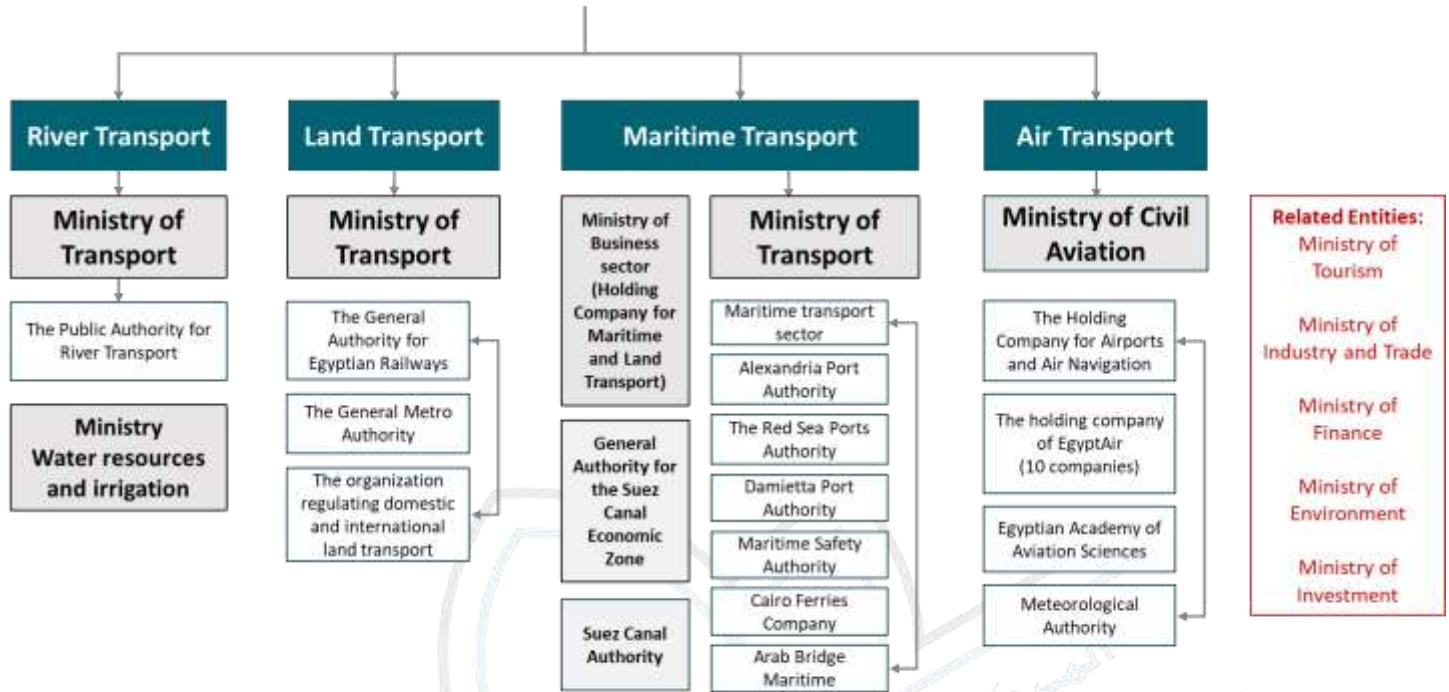 River Transport
Ministry of
Transport
The Public Authority for
River Transport
Ministry
Water resources
and irrigation
Land Transport
Ministry of
Transport
The General
Authority for
Egyptian Railways
The General Metro
Authority
The organization
regulating domestic
and international
land transport
Maritime Transport
Ministry of
Business
sector
(Holding
Company for
Maritime
and Land
Transport)
General
Authority for
the Suez
Canal
Economic
Zone
Suez Canal
Authority
Ministry of
Transport
Maritime transport
sector
Alexandria Port
Authority
The Red Sea Ports
Authority
Damietta Port
Authority
Maritime Safety
Authority
Cairo Ferries
Company
Arab Bridge
Maritime
Air Transport
Ministry of Civil
Aviation
The Holding
Company for Airports
and Air Navigation
The holding company
of EgyptAir
(10 companies)
Egyptian Academy of
Aviation Sciences
Meteorological
Authority
Related Entities:
Ministry of
Tourism
Ministry of
Industry and Trade
Ministry of
Finance
Ministry of
Environment
Ministry of
Investment